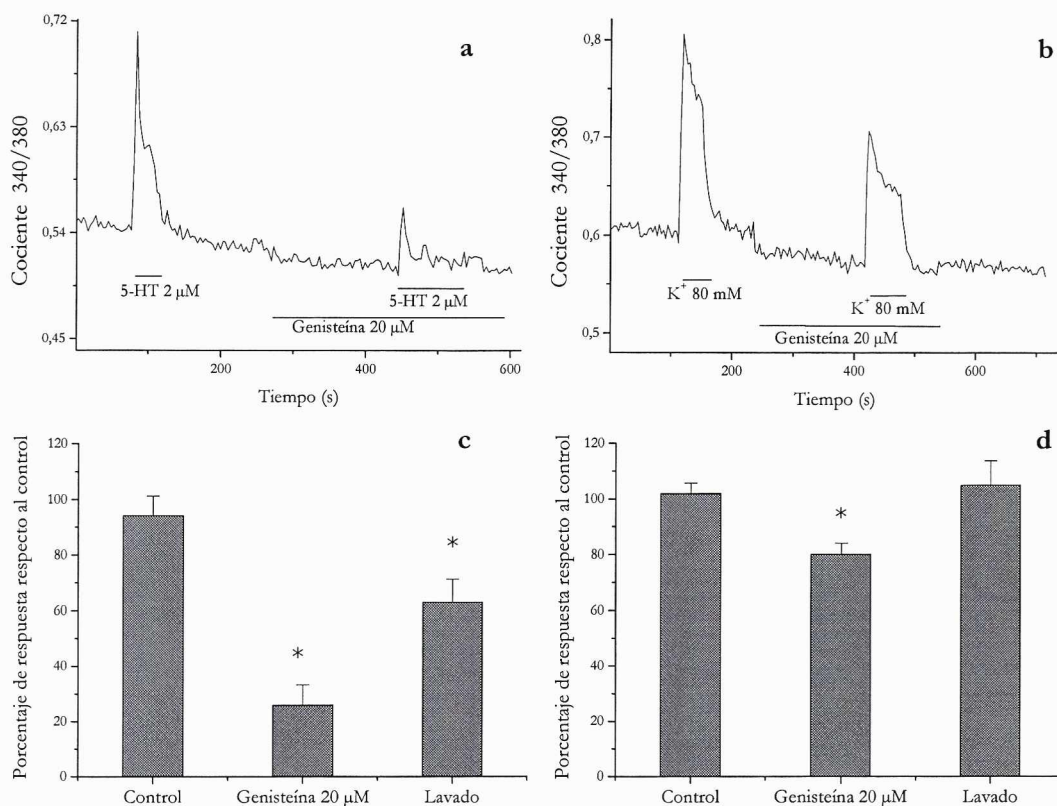 a
0,72
0,63
0,54
0,45
Cociente 340/380
5-HT 2 µM
5-HT 2 µM
Genisteína 20 µM
200
400
600
Tiempo (s)
b
0,8
0,7
0,6
0,5
Cociente 340/380
K+ 80 mM
K+ 80 mM
Genisteína 20 µM
200
400
600
Tiempo (s)
c
120
100
80
60
40
20
0
Porcentaje de respuesta respecto al control
*
*
Control
Genisteína 20 µM
Lavado
d
120
100
80
60
40
20
0
Porcentaje de respuesta respecto al control
*
Control
Genisteína 20 µM
Lavado